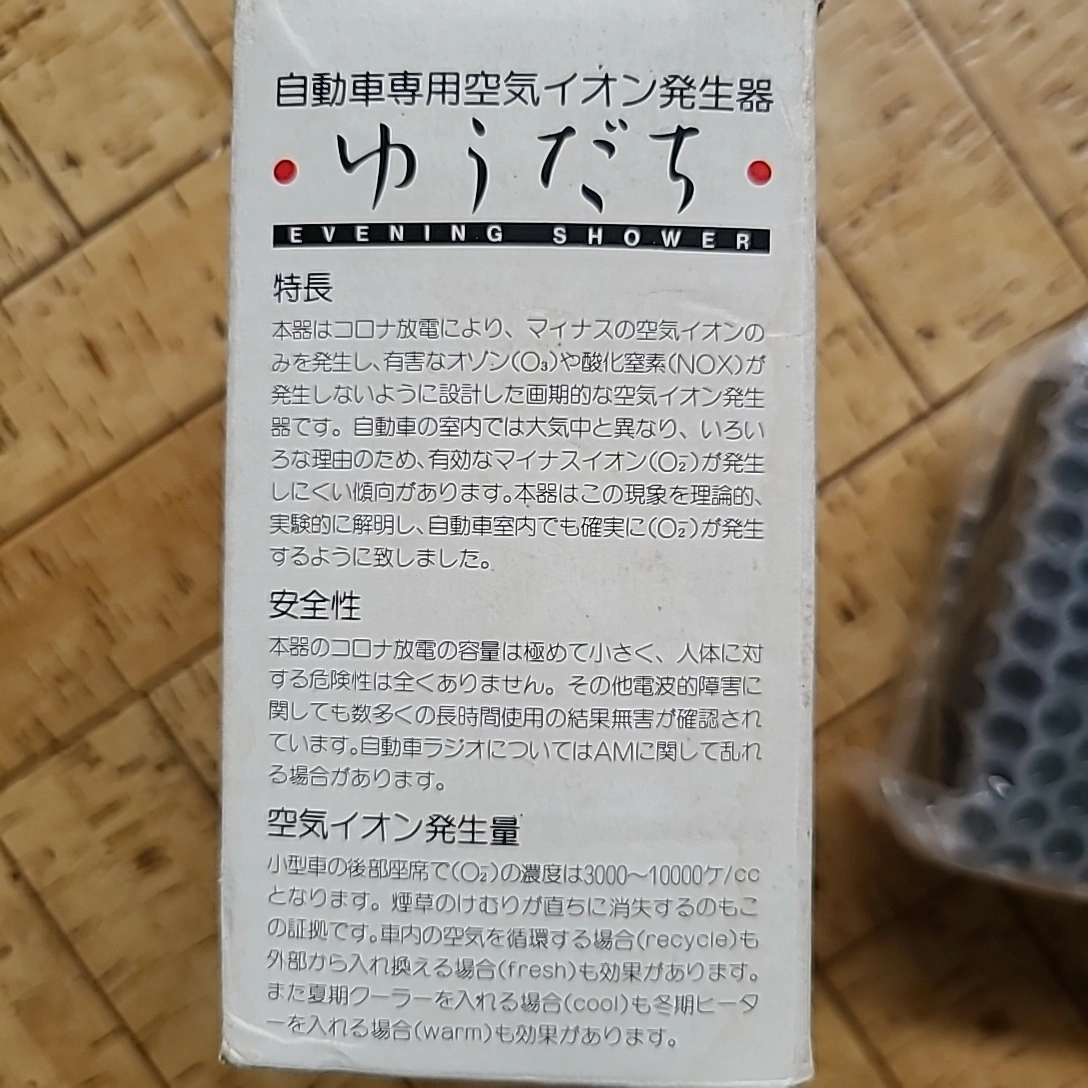 自動車専用空気イオン発生器
ゆうだち
EVENING SHOWER
特長
本器はコロナ放電により、マイナスの空気イオンの
みを発生し、有害なオゾン(O₃)や酸化窒素(NOX)が
発生しないように設計した画期的な空気イオン発生
器です。自動車の室内では大気中と異なり、いろい
ろな理由のため、有効なマイナスイオン(O₂⁻)が発生
しにくい傾向があります。本器はこの現象を理論的、
実験的に解明し、自動車室内でも確実に(O₂⁻)が発生
するように致しました。
安全性
本器のコロナ放電の容量は極めて小さく、人体に対
する危険性は全くありません。その他電波的障害に
関しても数多くの長時間使用の結果無害が確認され
ています。自動車ラジオについてはAMに関して乱れ
る場合があります。
空気イオン発生量
小型車の後部座席で(O₂⁻)の濃度は3000〜10000ケ/cc
となります。煙草のけむりが直ちに消失するのもこ
の証拠です。車内の空気を循環する場合(recycle)も
外部から入れ換える場合(fresh)も効果があります。
また夏期クーラーを入れる場合(cool)も冬期ヒータ
ーを入れる場合(warm)も効果があります。